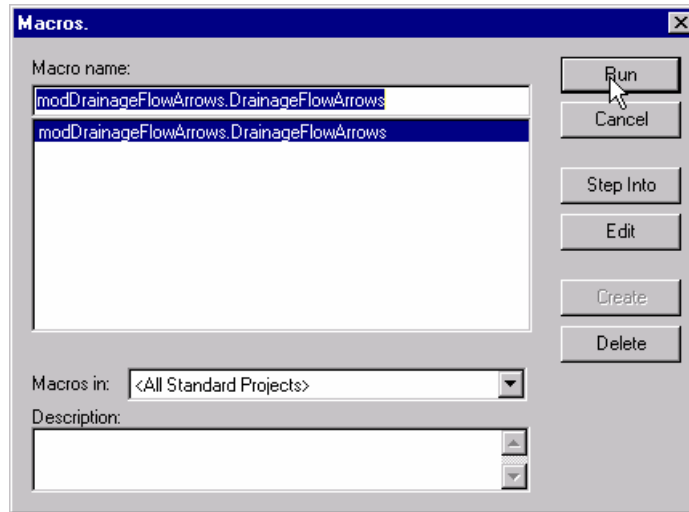 Macros.
Macro name:
modDrainageFlowArrows.DrainageFlowArrows
modDrainageFlowArrows.DrainageFlowArrows
Run
Cancel
Step Into
Edit
Create
Delete
Macros in: <All Standard Projects>
Description: